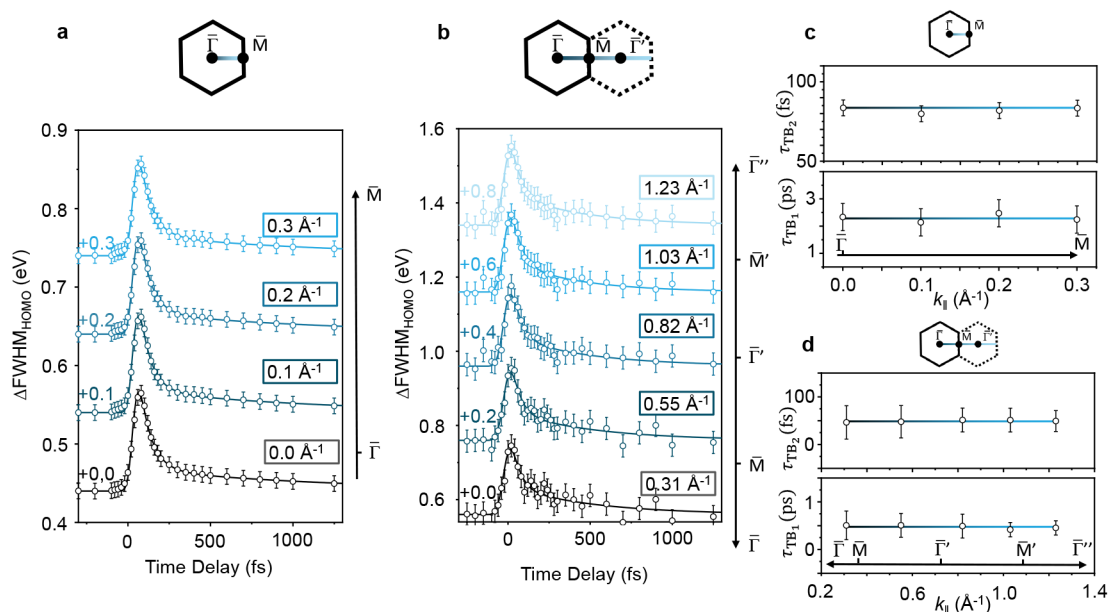 a
Γ̄
M̄
0.9
0.8
0.7
0.6
0.5
0.4
ΔFWHM_HOMO (eV)
+0.3
0.3 Å⁻¹
+0.2
0.2 Å⁻¹
+0.1
0.1 Å⁻¹
+0.0
0.0 Å⁻¹
M̄
Γ̄
0
500
1000
Time Delay (fs)
b
Γ̄
M̄
Γ̄'
1.6
1.4
1.2
1.0
0.8
0.6
ΔFWHM_HOMO (eV)
+0.8
1.23 Å⁻¹
+0.6
1.03 Å⁻¹
+0.4
0.82 Å⁻¹
+0.2
0.55 Å⁻¹
+0.0
0.31 Å⁻¹
Γ̄''
M̄'
Γ̄'
M̄
Γ̄
0
500
1000
Time Delay (fs)
c
Γ̄
M̄
100
50
τ_TB₂ (fs)
3
1
τ_TB₁ (ps)
Γ̄
M̄
0.0
0.1
0.2
0.3
k∥ (Å⁻¹)
d
Γ̄
M̄
Γ̄'
100
0
τ_TB₂ (fs)
1
0
τ_TB₁ (ps)
Γ̄ M̄ Γ̄' M̄' Γ̄''
0.2
0.6
1.0
1.4
k∥ (Å⁻¹)